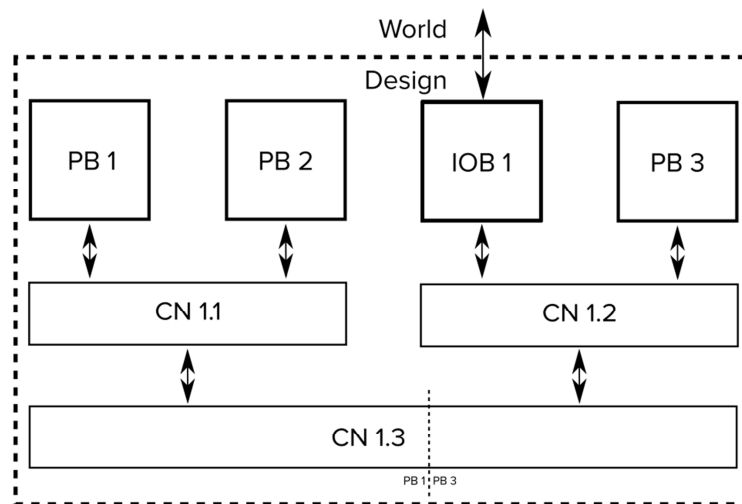 World
Design
PB 1
PB 2
IOB 1
PB 3
CN 1.1
CN 1.2
CN 1.3
PB 1
PB 3